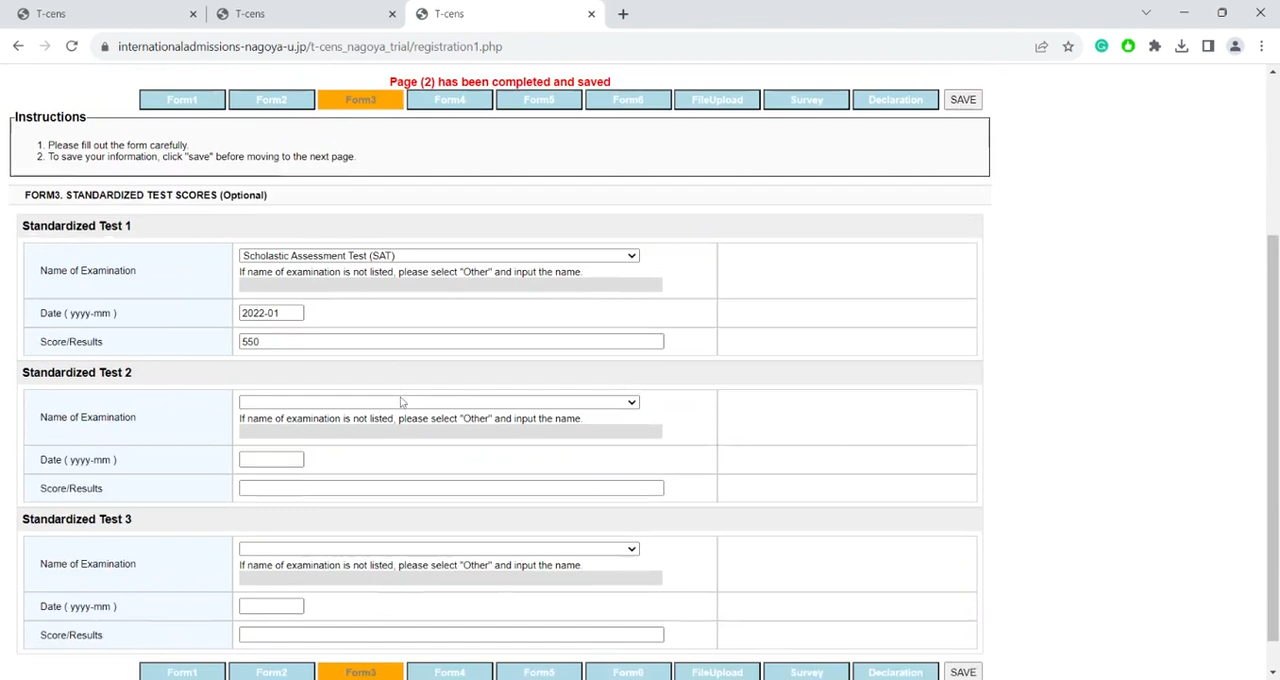 T-cens
T-cens
T-cens
internationaladmissions-nagoya-u.jp/t-cens_nagoya_trial/registration1.php
Page (2) has been completed and saved
Form1 Form2 Form3 Form4 Form5 Form6 FileUpload Survey Declaration SAVE
Instructions
1. Please fill out the form carefully.
2. To save your information, click "save" before moving to the next page.
FORM3. STANDARDIZED TEST SCORES (Optional)
Standardized Test 1
Name of Examination
Scholastic Assessment Test (SAT)
If name of examination is not listed, please select "Other" and input the name.
Date ( yyyy-mm ) 2022-01
Score/Results 550
Standardized Test 2
Name of Examination
If name of examination is not listed, please select "Other" and input the name.
Date ( yyyy-mm )
Score/Results
Standardized Test 3
Name of Examination
If name of examination is not listed, please select "Other" and input the name.
Date ( yyyy-mm )
Score/Results
Form1 Form2 Form3 Form4 Form5 Form6 FileUpload Survey Declaration SAVE